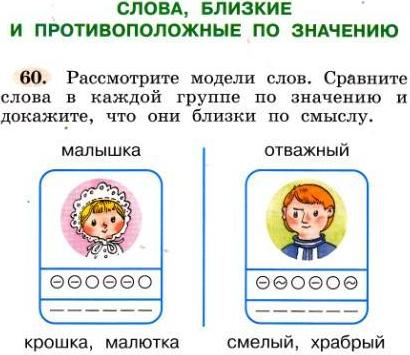 СЛОВА, БЛИЗКИЕ
И ПРОТИВОПОЛОЖНЫЕ ПО ЗНАЧЕНИЮ
60. Рассмотрите модели слов. Сравните
слова в каждой группе по значению и
докажите, что они близки по смыслу.
малышка
отважный
крошка, малютка
смелый, храбрый